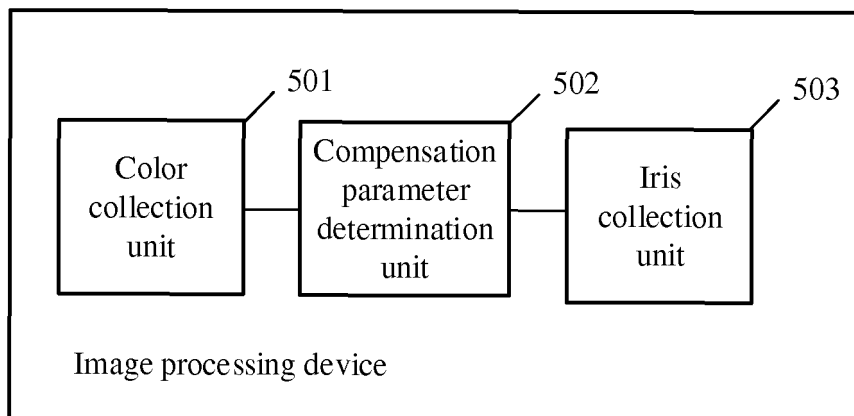 501
502
503
Color
collection
unit
Compensation
parameter
determination
unit
Iris
collection
unit
Image processing device